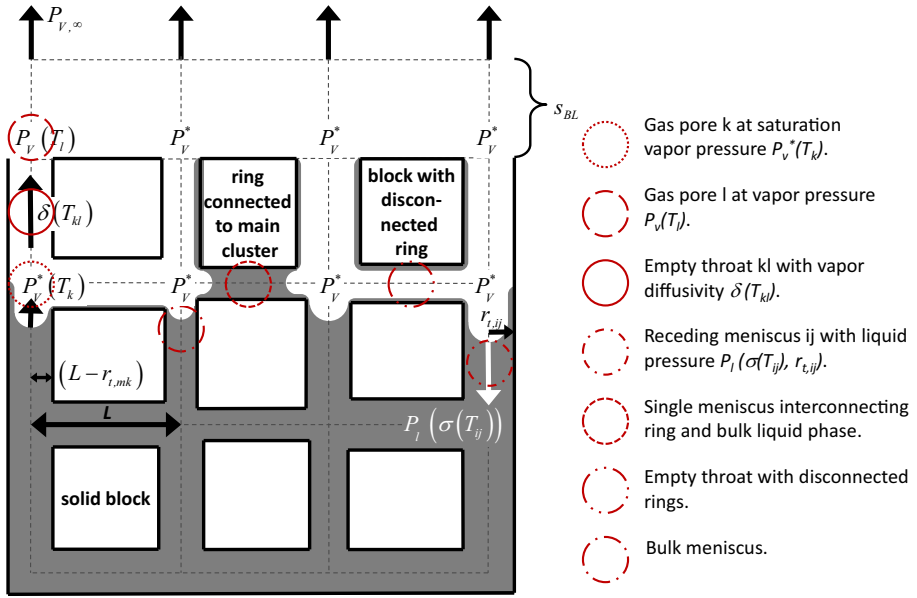 P_{V,∞}
s_{BL}
P_V(T_l)
P_V^*
P_V^*
P_V^*
ring
connected
to main
cluster
block with
discon-
nected
ring
δ(T_{kl})
P_V^*(T_k)
P_V^*
P_V^*
P_V^*
r_{t,ij}
(L−r_{t,mk})
L
P_l(σ(T_{ij}))
solid block
Gas pore k at saturation
vapor pressure P_v^*(T_k).
Gas pore l at vapor pressure
P_v(T_l).
Empty throat kl with vapor
diffusivity δ(T_{kl}).
Receding meniscus ij with liquid
pressure P_l (σ(T_{ij}), r_{t,ij}).
Single meniscus interconnecting
ring and bulk liquid phase.
Empty throat with disconnected
rings.
Bulk meniscus.